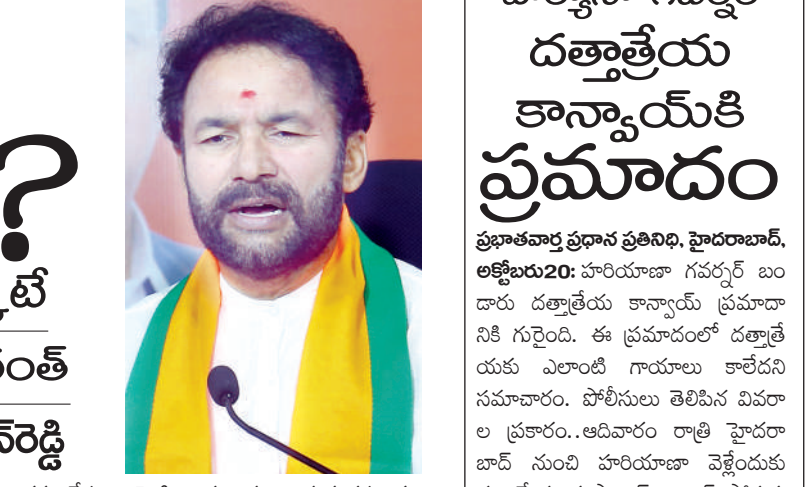 ?
టే
రెడ్డి
దత్తాత్రేయ
కాన్వాయ్‌కి
ప్రమాదం
ప్రభాతవార్త ప్రధాన ప్రతినిధి, హైదరాబాద్,
అక్టోబరు20: హరియాణా గవర్నర్ బం
డారు దత్తాత్రేయ కాన్వాయ్ ప్రమాదా
నికి గురైంది. ఈ ప్రమాదంలో దత్తాత్రే
యకు ఎలాంటి గాయాలు కాలేదని
సమాచారం. పోలీసులు తెలిపిన వివరా
ల ప్రకారం..ఆదివారం రాత్రి హైదరా
బాద్ నుంచి హరియాణా వెళ్లేందుకు